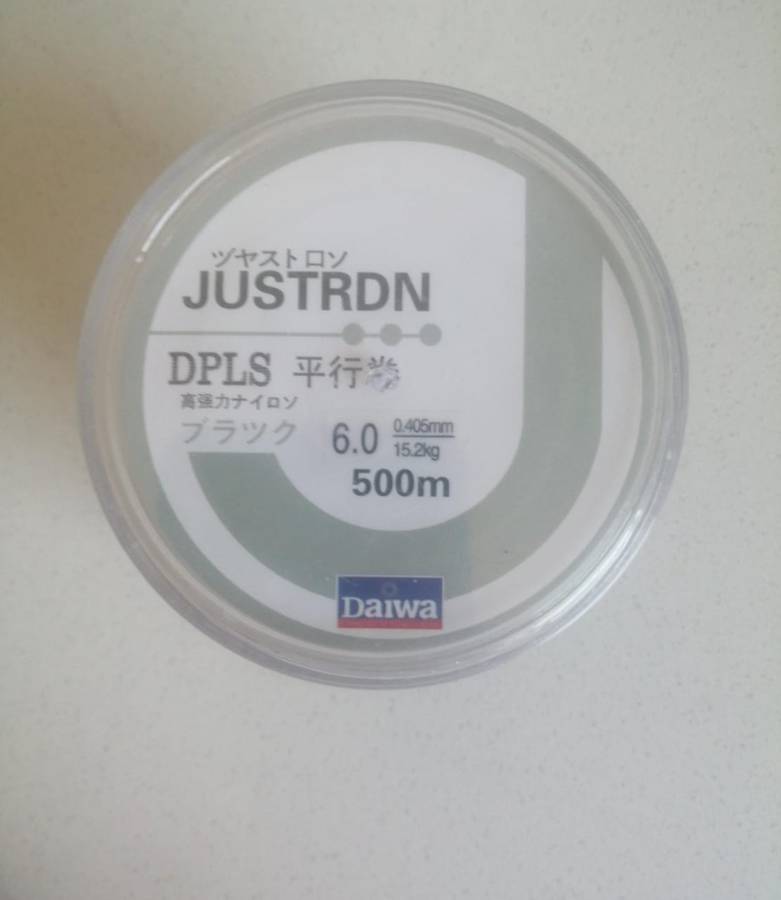 ヅヤストロソ
JUSTRDN
DPLS 平行巻
高強力ナイロソ
ブラツク 6.0 0.405mm
15.2kg
500m
Daiwa